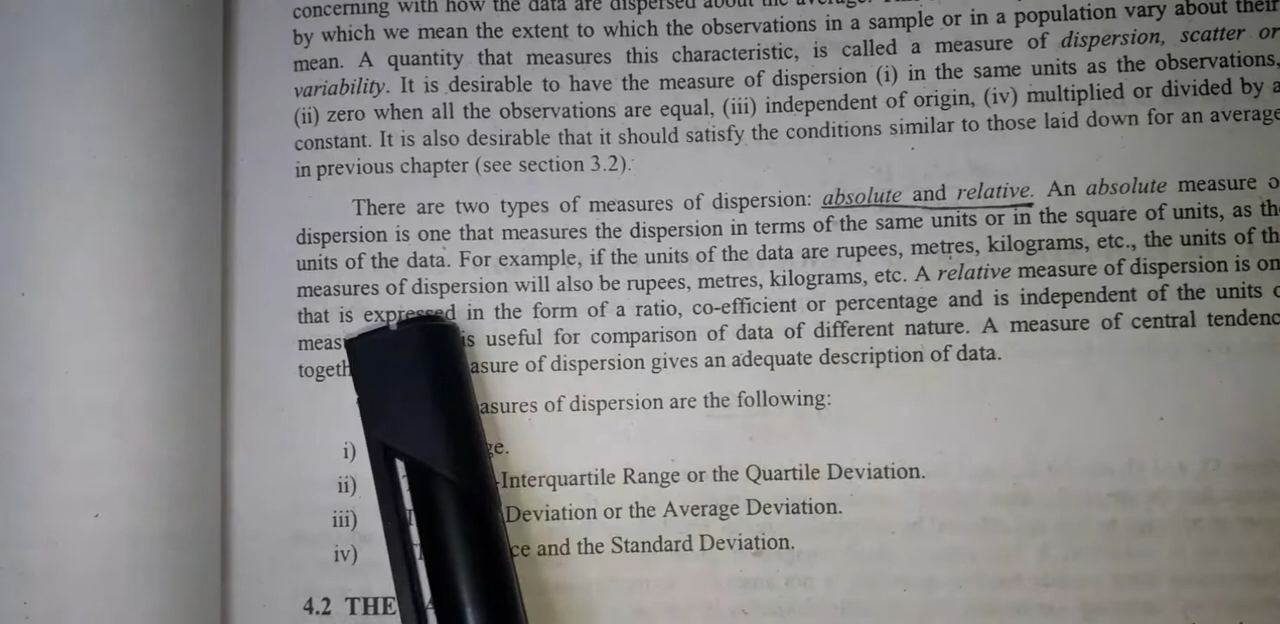 concerning with how the data are dispersed about the average.
by which we mean the extent to which the observations in a sample or in a population vary about their
mean. A quantity that measures this characteristic, is called a measure of dispersion, scatter or
variability. It is desirable to have the measure of dispersion (i) in the same units as the observations,
(ii) zero when all the observations are equal, (iii) independent of origin, (iv) multiplied or divided by a
constant. It is also desirable that it should satisfy the conditions similar to those laid down for an average
in previous chapter (see section 3.2).
There are two types of measures of dispersion: absolute and relative. An absolute measure
dispersion is one that measures the dispersion in terms of the same units or in the square of units, as
units of the data. For example, if the units of the data are rupees, metres, kilograms, etc., the units of
measures of dispersion will also be rupees, metres, kilograms, etc. A relative measure of dispersion is
that is expressed in the form of a ratio, co-efficient or percentage and is independent of the units
is useful for comparison of data of different nature. A measure of central
of dispersion gives an adequate description of data.
of dispersion are the following:
i)
ii) Interquartile Range or the Quartile Deviation.
iii) Deviation or the Average Deviation.
iv) and the Standard Deviation.
4.2 THE